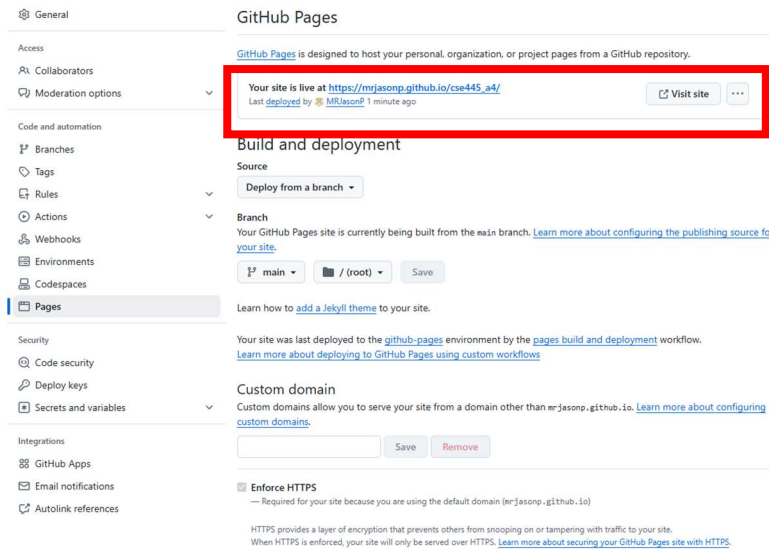 General
Access
Collaborators
Moderation options
Code and automation
Branches
Tags
Rules
Actions
Webhooks
Environments
Codespaces
Pages
Security
Code security
Deploy keys
Secrets and variables
Integrations
GitHub Apps
Email notifications
Autolink references
GitHub Pages
GitHub Pages is designed to host your personal, organization, or project pages from a GitHub repository.
Your site is live at https://mrjasonp.github.io/cse445_a4/
Last deployed by MRJasonP 1 minute ago
Visit site
Build and deployment
Source
Deploy from a branch
Branch
Your GitHub Pages site is currently being built from the main branch. Learn more about configuring the publishing source fo
your site.
main / (root) Save
Learn how to add a Jekyll theme to your site.
Your site was last deployed to the github-pages environment by the pages build and deployment workflow.
Learn more about deploying to GitHub Pages using custom workflows
Custom domain
Custom domains allow you to serve your site from a domain other than mrjasonp.github.io. Learn more about configuring
custom domains.
Save Remove
Enforce HTTPS
— Required for your site because you are using the default domain (mrjasonp.github.io)
HTTPS provides a layer of encryption that prevents others from snooping on or tampering with traffic to your site.
When HTTPS is enforced, your site will only be served over HTTPS. Learn more about securing your GitHub Pages site with HTTPS.